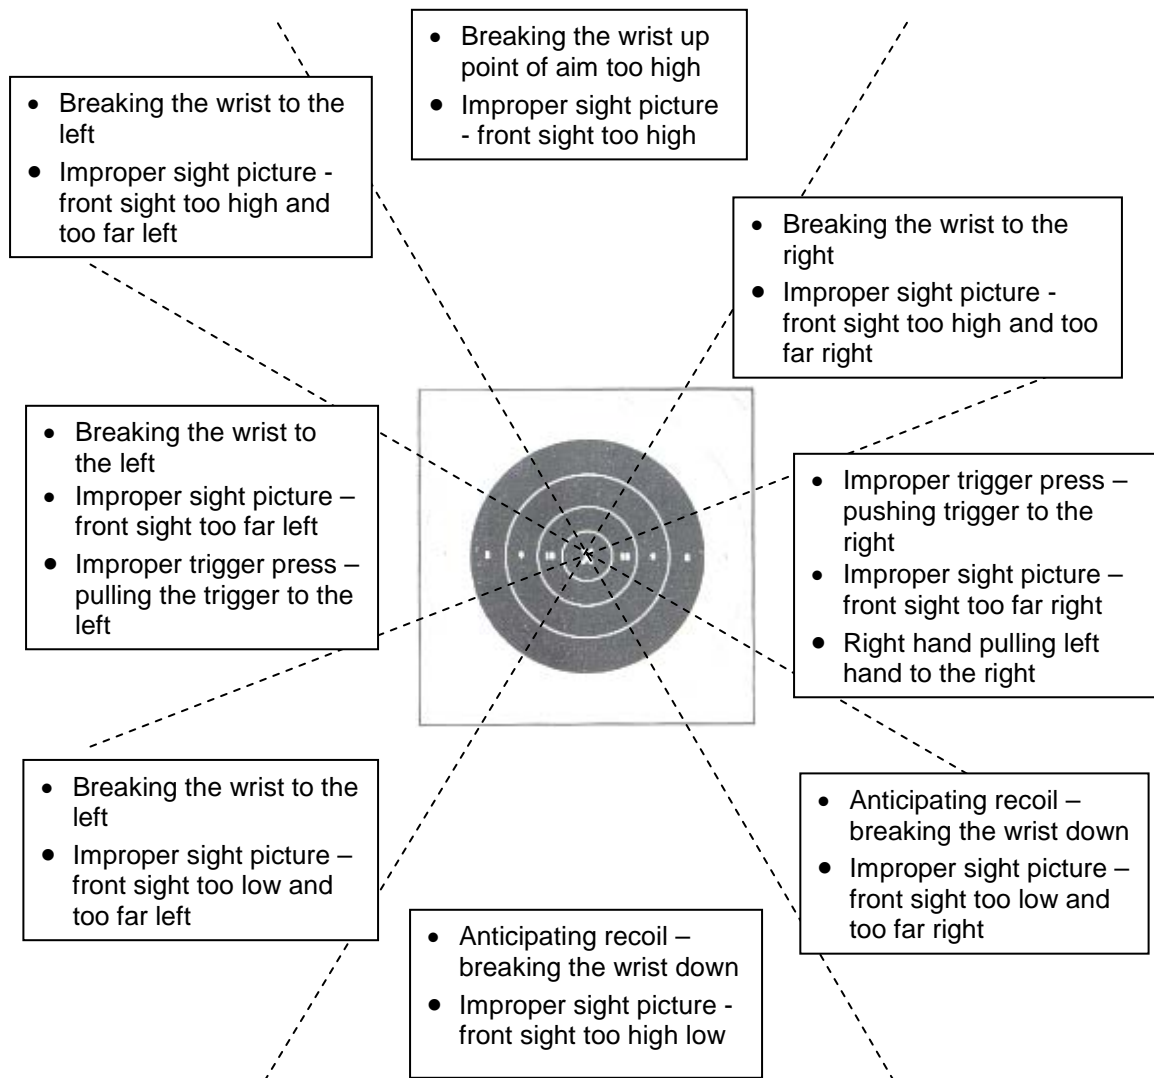 • Breaking the wrist up
point of aim too high
• Improper sight picture
- front sight too high
• Breaking the wrist to the
left
• Improper sight picture -
front sight too high and
too far left
• Breaking the wrist to the
right
• Improper sight picture -
front sight too high and too
far right
• Breaking the wrist to
the left
• Improper sight picture –
front sight too far left
• Improper trigger press –
pulling the trigger to the
left
8 9 10 X 10 9 8
• Improper trigger press –
pushing trigger to the
right
• Improper sight picture –
front sight too far right
• Right hand pulling left
hand to the right
• Breaking the wrist to the
left
• Improper sight picture –
front sight too low and
too far left
• Anticipating recoil –
breaking the wrist down
• Improper sight picture –
front sight too low and
too far right
• Anticipating recoil –
breaking the wrist down
• Improper sight picture -
front sight too high low